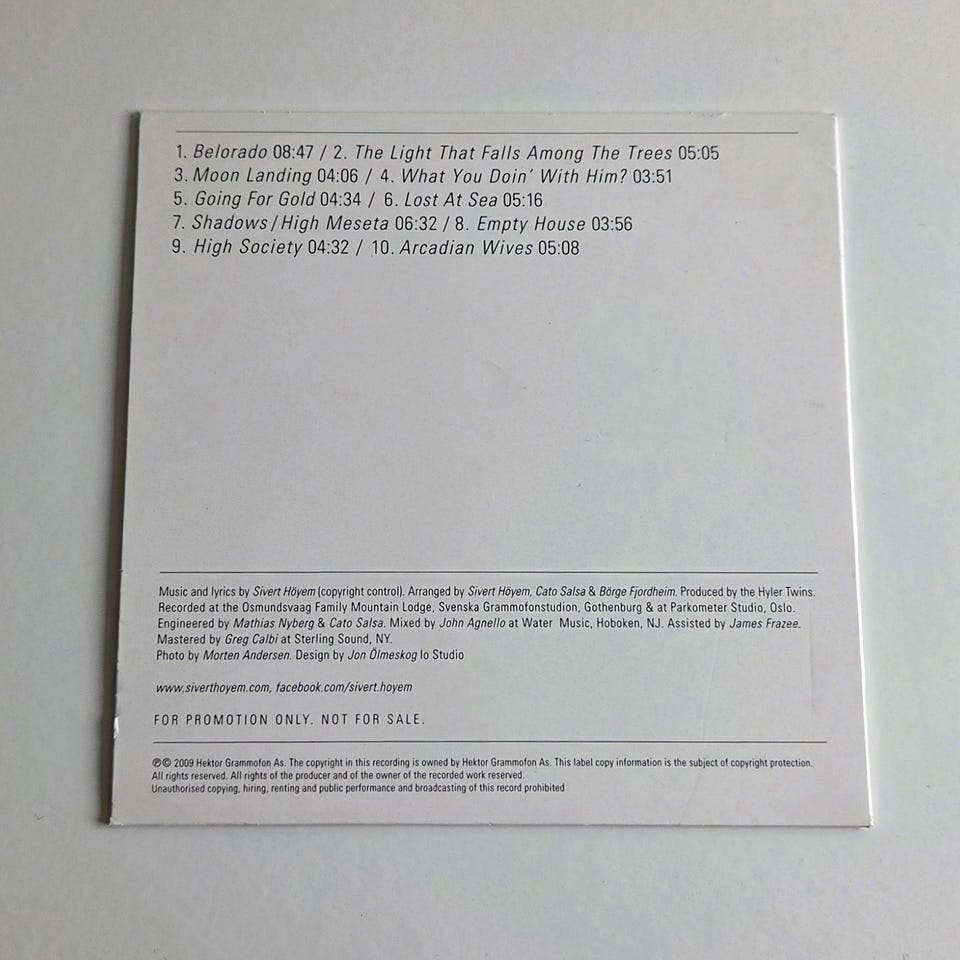 1. Belorado 08:47 / 2. The Light That Falls Among The Trees 05:05
3. Moon Landing 04:06 / 4. What You Doin' With Him? 03:51
5. Going For Gold 04:34 / 6. Lost At Sea 05:16
7. Shadows / High Meseta 06:32 / 8. Empty House 03:56
9. High Society 04:32 / 10. Arcadian Wives 05:08
Music and lyrics by Sivert Höyem (copyright control). Arranged by Sivert Höyem, Cato Salsa & Börge Fjordheim. Produced by the Hyler Twins.
Recorded at the Osmundsvaag Family Mountain Lodge, Svenska Grammofonstudion, Gothenburg & at Parkometer Studio, Oslo.
Engineered by Mathias Nyberg & Cato Salsa. Mixed by John Agnello at Water Music, Hoboken, NJ. Assisted by James Frazee.
Mastered by Greg Calbi at Sterling Sound, NY.
Photo by Morten Andersen. Design by Jon Ölmeskog Io Studio
www.siverthoyem.com, facebook.com/sivert.hoyem
FOR PROMOTION ONLY. NOT FOR SALE.
℗© 2009 Hektor Grammofon As. The copyright in this recording is owned by Hektor Grammofon As. This label copy information is the subject of copyright protection.
All rights reserved. All rights of the producer and of the owner of the recorded work reserved.
Unauthorised copying, hiring, renting and public performance and broadcasting of this record prohibited